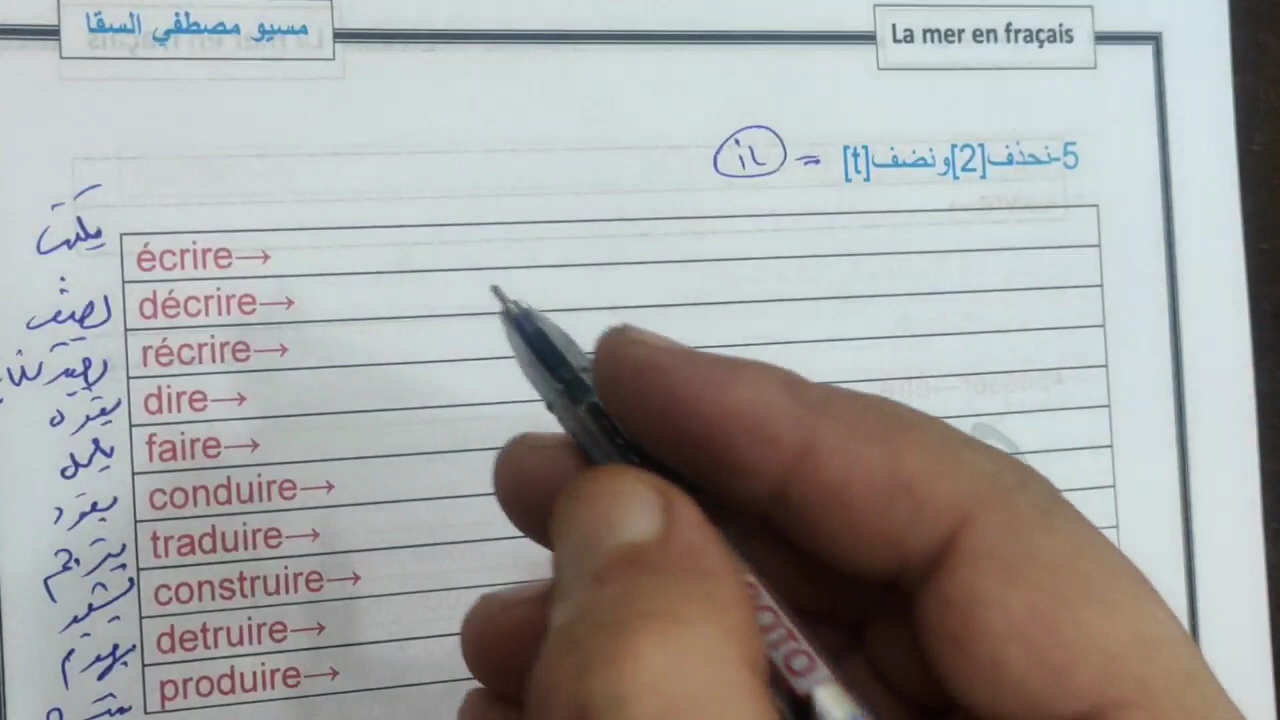 مسيو مصطفي السقا
La mer en fraçais
5-نحذف[2]ونضف[t] = il
يكتب
écrire→
يصف
décrire→
récrire→
dire→
يعمل
faire→
يقود
conduire→
يترجم
traduire→
يشيد
construire→
يهدم
detruire→
produire→